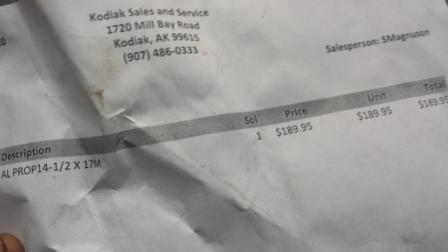 Kodiak Sales and Service
1720 Mill Bay Road
Kodiak, AK 99615
(907) 486-0333
Salesperson: SMagnuson
Description Sol Price Unit Total
AL PROP14-1/2 X 17M 1 $189.95 $189.95 $189.95